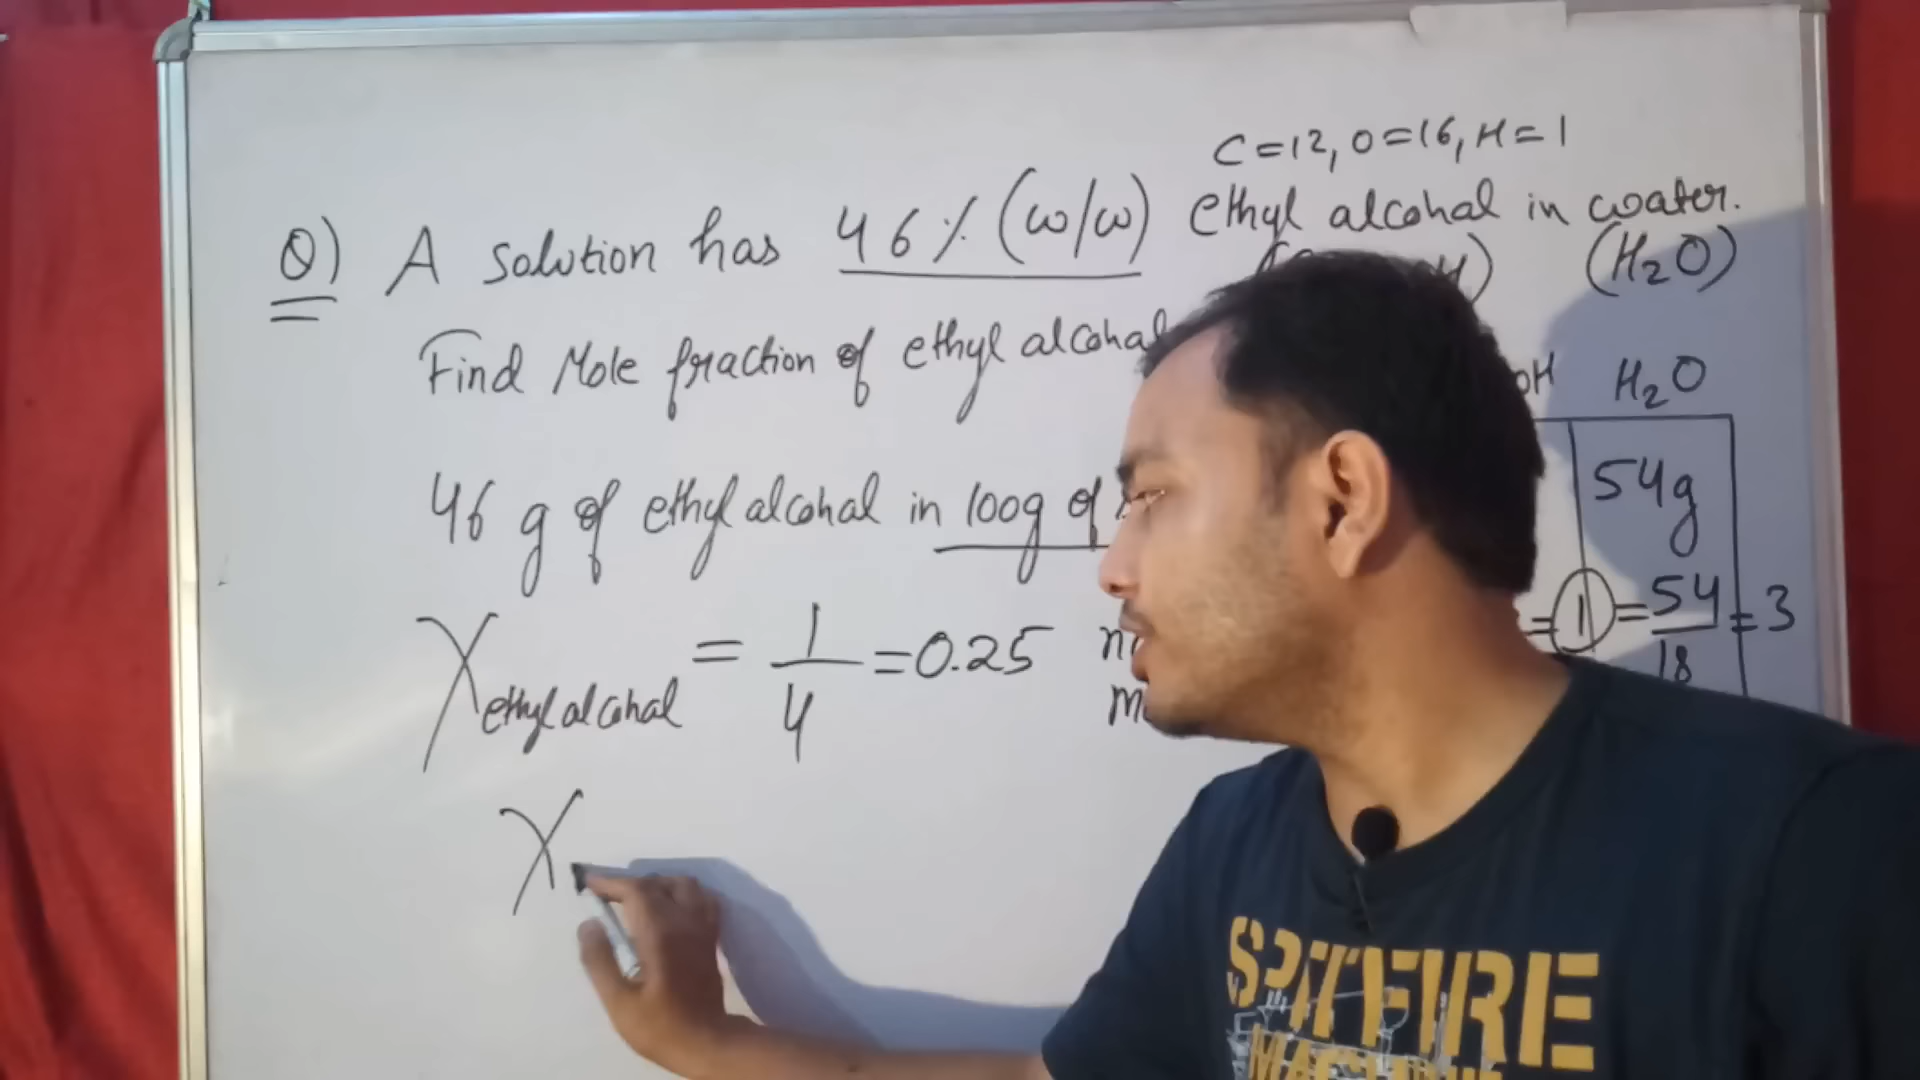 C=12, O=16, H=1
Q) A solution has 46% (w/w) ethyl alcohal in water.
H) (H2O)
Find Mole fraction of ethyl alcohal
OH H2O
46 g of ethyl alcohal in 100g of
54g
X ethyl alcohal = 1/4 = 0.25
= 1 = 54/18 = 3
X
SPITFIRE